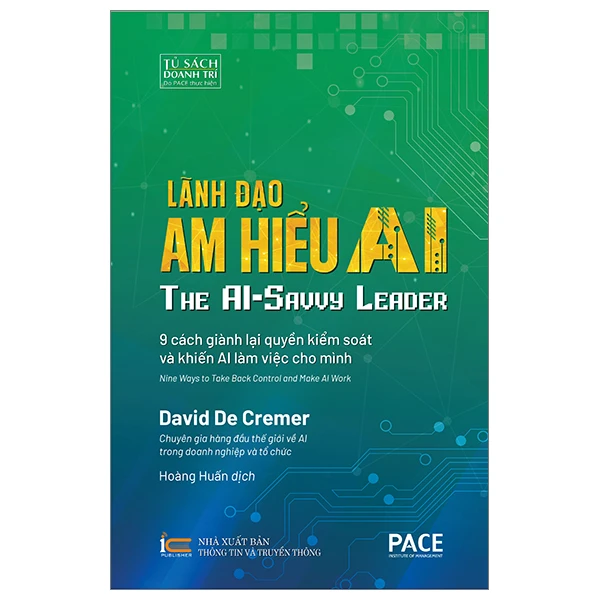 TỦ SÁCH
DOANH TRÍ
Do PACE thực hiện
LÃNH ĐẠO
AM HIỂU AI
THE AI-SAVVY LEADER
9 cách giành lại quyền kiểm soát
và khiến AI làm việc cho mình
Nine Ways to Take Back Control and Make AI Work
David De Cremer
Chuyên gia hàng đầu thế giới về AI
trong doanh nghiệp và tổ chức
Hoàng Huấn dịch
ic
PUBLISHER
NHÀ XUẤT BẢN
THÔNG TIN VÀ TRUYỀN THÔNG
PACE
INSTITUTE OF MANAGEMENT